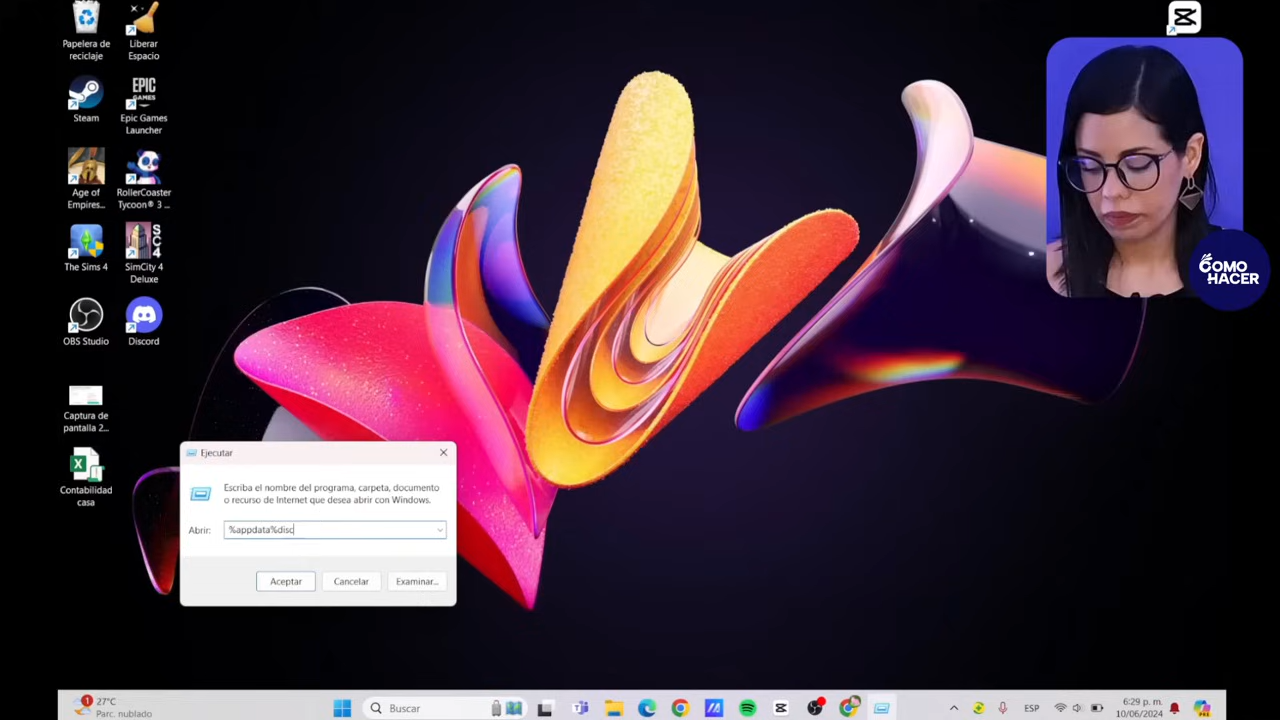 Papelera de
reciclaje
Liberar
Espacio
Steam
EPIC
GAMES
Epic Games
Launcher
Age of
Empires...
RollerCoaster
Tycoon® 3 ...
The Sims 4
SC4
SimCity 4
Deluxe
OBS Studio
Discord
Captura de
pantalla 2...
Contabilidad
casa
COMO
HACER
Ejecutar
Escriba el nombre del programa, carpeta, documento
o recurso de Internet que desea abrir con Windows.
Abrir:
%appdata%disc
Aceptar
Cancelar
Examinar...
1
27°C
Parc. nublado
Buscar
ESP
6:29 p. m.
10/06/2024